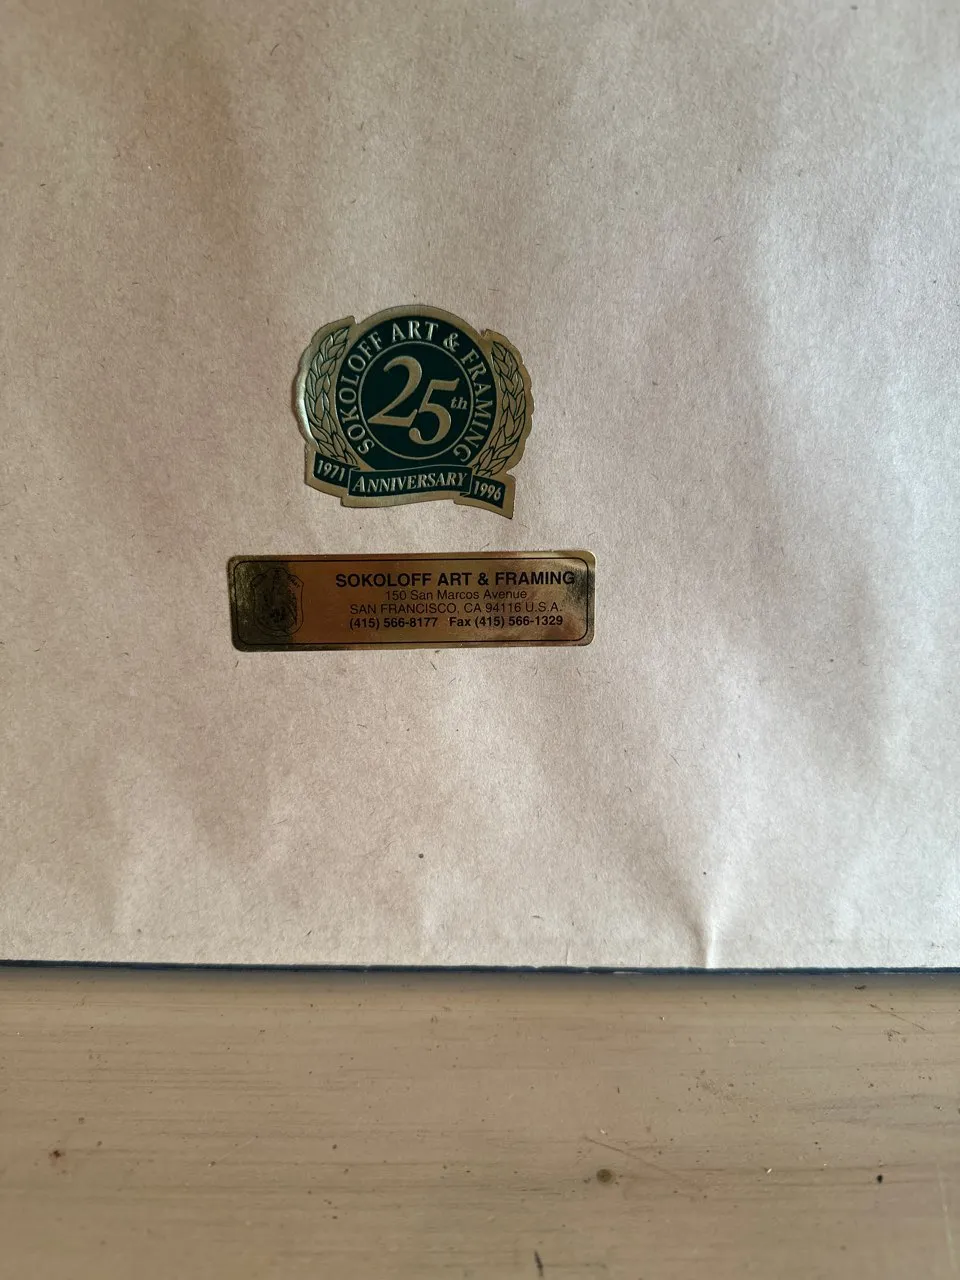 SOKOLOFF ART & FRAMING
25th
1971 ANNIVERSARY 1996
SOKOLOFF ART & FRAMING
150 San Marcos Avenue
SAN FRANCISCO, CA 94116 U.S.A.
(415) 566-8177 Fax (415) 566-1329